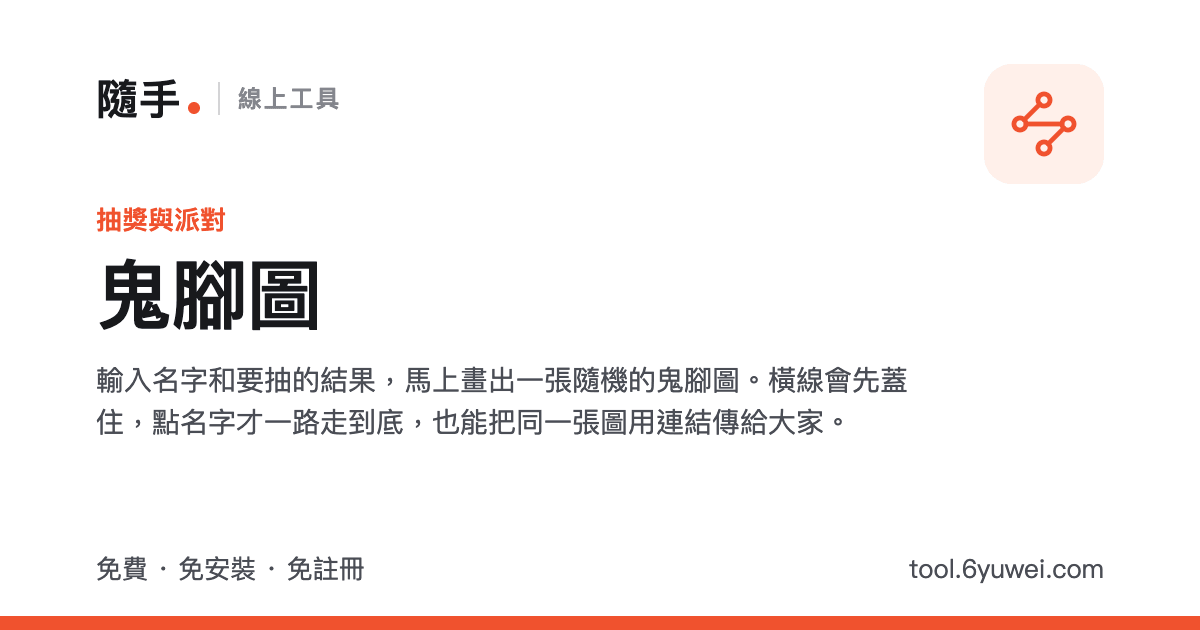 隨手.
線上工具
抽獎與派對
鬼腳圖
輸入名字和要抽的結果，馬上畫出一張隨機的鬼腳圖。橫線會先蓋
住，點名字才一路走到底，也能把同一張圖用連結傳給大家。
免費 · 免安裝 · 免註冊
tool.6yuwei.com